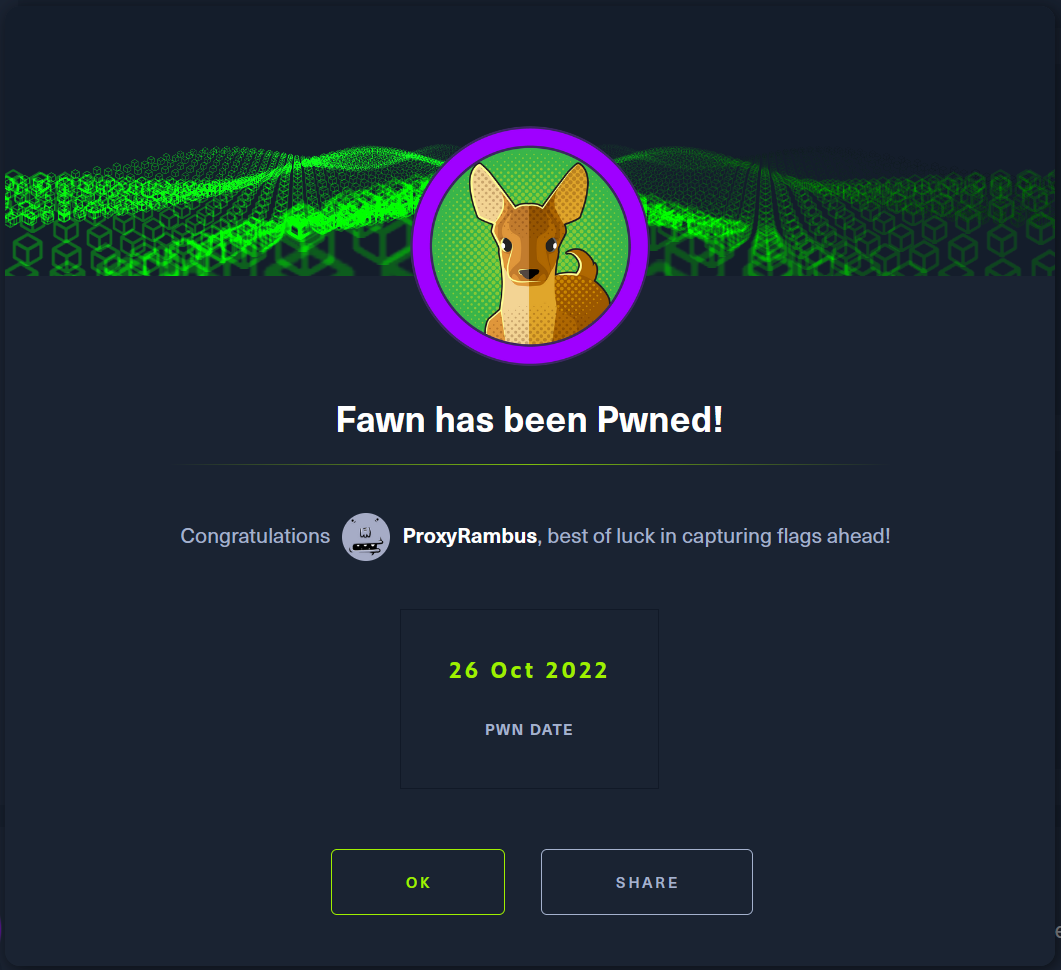 Fawn has been Pwned!
Congratulations ProxyRambus, best of luck in capturing flags ahead!
26 Oct 2022
PWN DATE
OK
SHARE